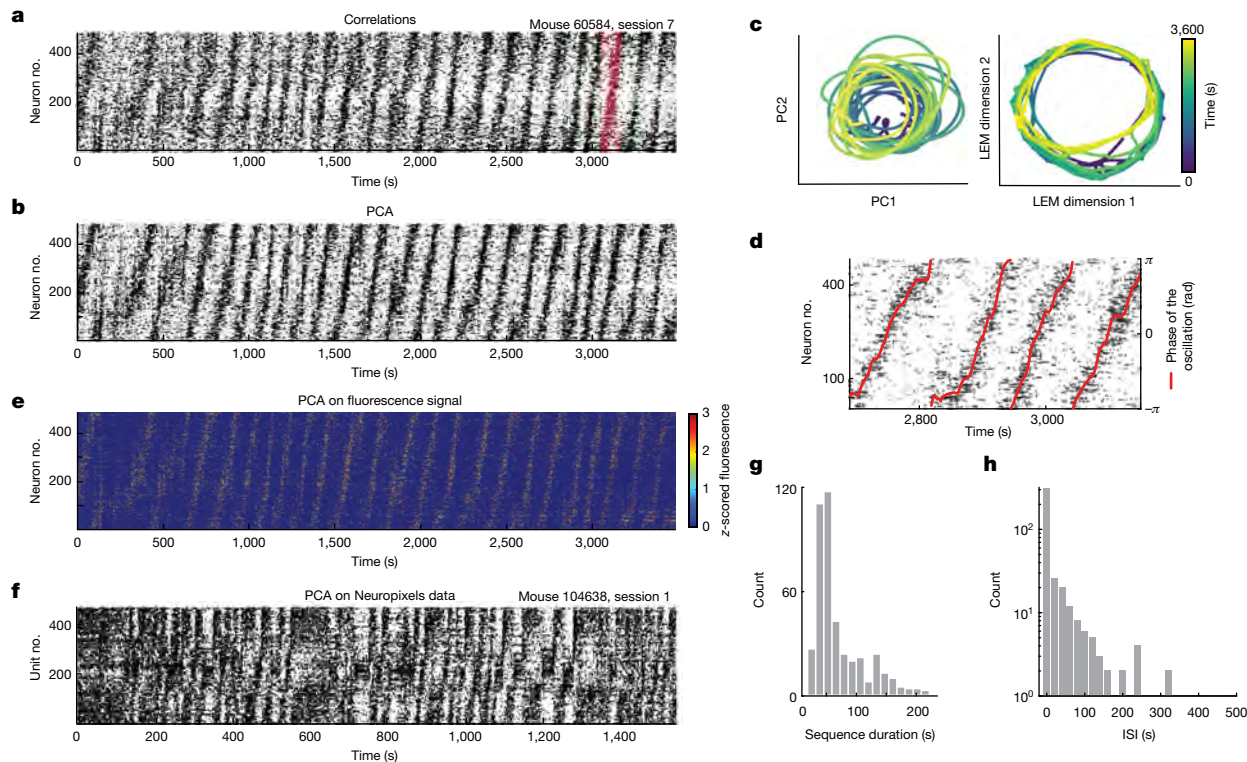 a
Correlations
Mouse 60584, session 7
Neuron no.
400
200
0 500 1,000 1,500 2,000 2,500 3,000
Time (s)
b
PCA
Neuron no.
400
200
0 500 1,000 1,500 2,000 2,500 3,000
Time (s)
e
PCA on fluorescence signal
Neuron no.
400
200
0 500 1,000 1,500 2,000 2,500 3,000
Time (s)
3
2
1
0
z-scored fluorescence
f
PCA on Neuropixels data
Mouse 104638, session 1
Unit no.
400
200
0 200 400 600 800 1,000 1,200 1,400
Time (s)
c
PC2
PC1
LEM dimension 2
LEM dimension 1
3,600
0
Time (s)
d
Neuron no.
400
100
2,800 3,000
Time (s)
π
0
−π
Phase of the
oscillation (rad)
g
Count
120
60
0
0 100 200
Sequence duration (s)
h
Count
10²
10¹
10⁰
0 100 200 300 400 500
ISI (s)